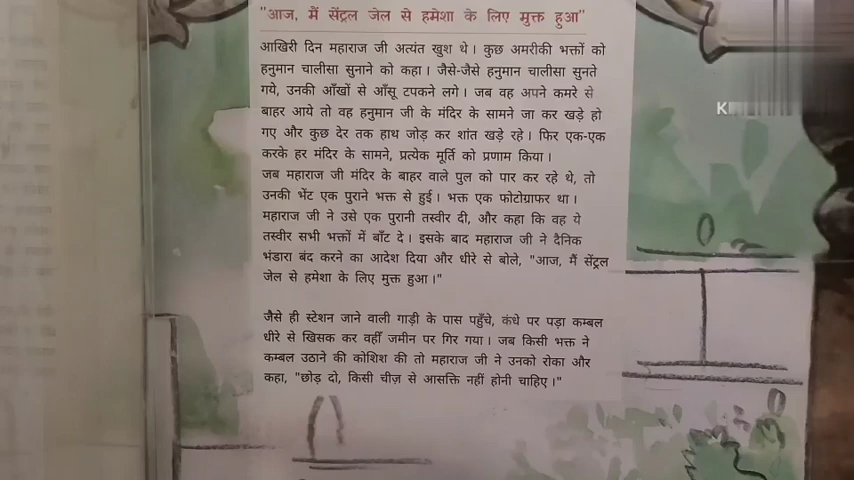 "आज, मैं सेंट्रल जेल से हमेशा के लिए मुक्त हुआ"
आखिरी दिन महाराज जी अत्यंत खुश थे। कुछ अमरीकी भक्तों को
हनुमान चालीसा सुनाने को कहा। जैसे-जैसे हनुमान चालीसा सुनते
गये, उनकी आँखों से आँसू टपकने लगे। जब वह अपने कमरे से
बाहर आये तो वह हनुमान जी के मंदिर के सामने जा कर खड़े हो
गए और कुछ देर तक हाथ जोड़ कर शांत खड़े रहे। फिर एक-एक
करके हर मंदिर के सामने, प्रत्येक मूर्ति को प्रणाम किया।
जब महाराज जी मंदिर के बाहर वाले पुल को पार कर रहे थे, तो
उनकी भेंट एक पुराने भक्त से हुई। भक्त एक फोटोग्राफर था।
महाराज जी ने उसे एक पुरानी तस्वीर दी, और कहा कि वह ये
तस्वीर सभी भक्तों में बाँट दे। इसके बाद महाराज जी ने दैनिक
भंडारा बंद करने का आदेश दिया और धीरे से बोले, "आज, मैं सेंट्रल
जेल से हमेशा के लिए मुक्त हुआ।"
जैसे ही स्टेशन जाने वाली गाड़ी के पास पहुँचे, कंधे पर पड़ा कम्बल
धीरे से खिसक कर वहीं जमीन पर गिर गया। जब किसी भक्त ने
कम्बल उठाने की कोशिश की तो महाराज जी ने उनको रोका और
कहा, "छोड़ दो, किसी चीज़ से आसक्ति नहीं होनी चाहिए।"